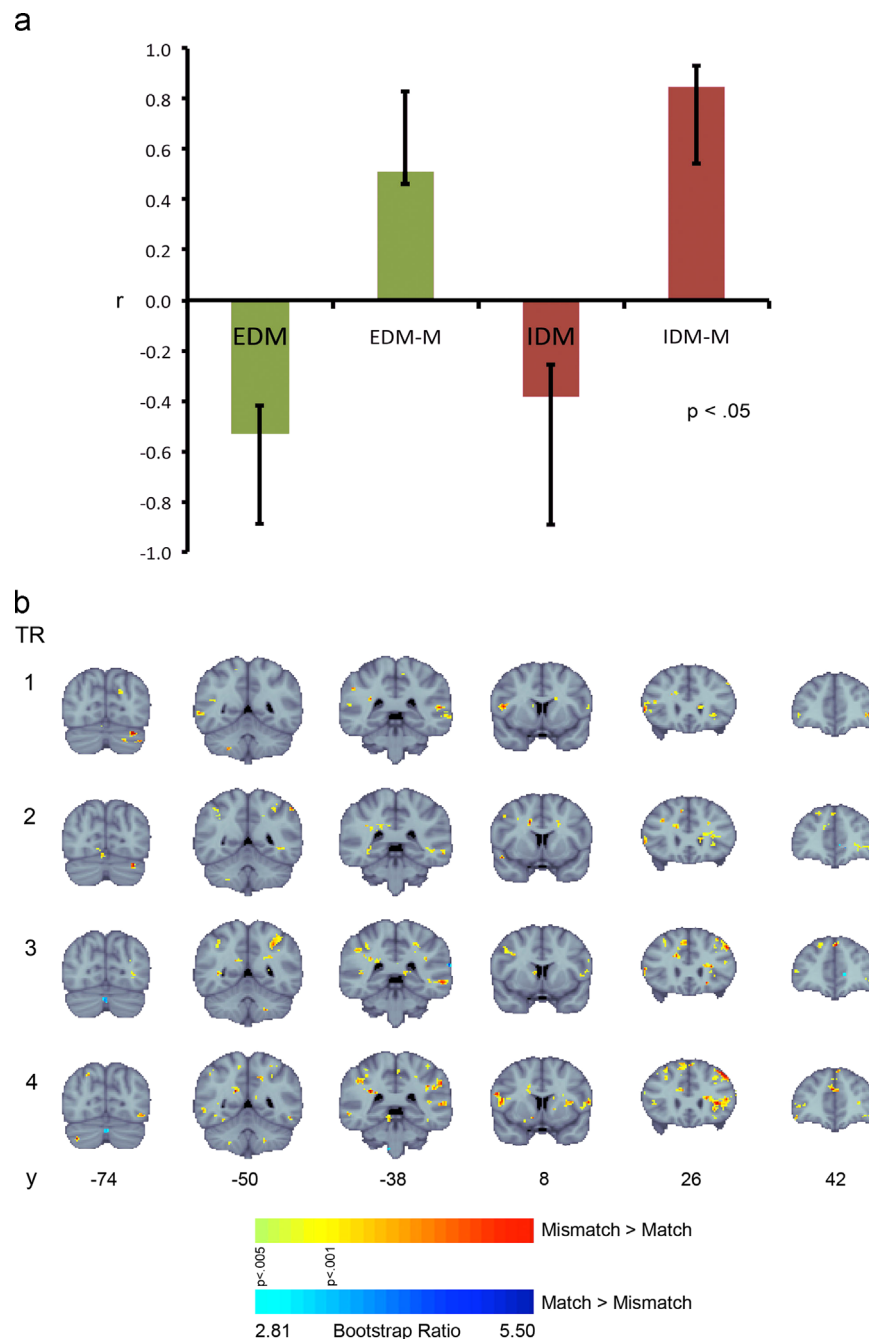 a
1.0
0.8
0.6
0.4
0.2
r 0.0
EDM EDM-M IDM IDM-M
-0.2
-0.4
p < .05
-0.6
-0.8
-1.0
b
TR
1
2
3
4
y -74 -50 -38 8 26 42
Mismatch > Match
p<.005 p<.001
Match > Mismatch
2.81 Bootstrap Ratio 5.50